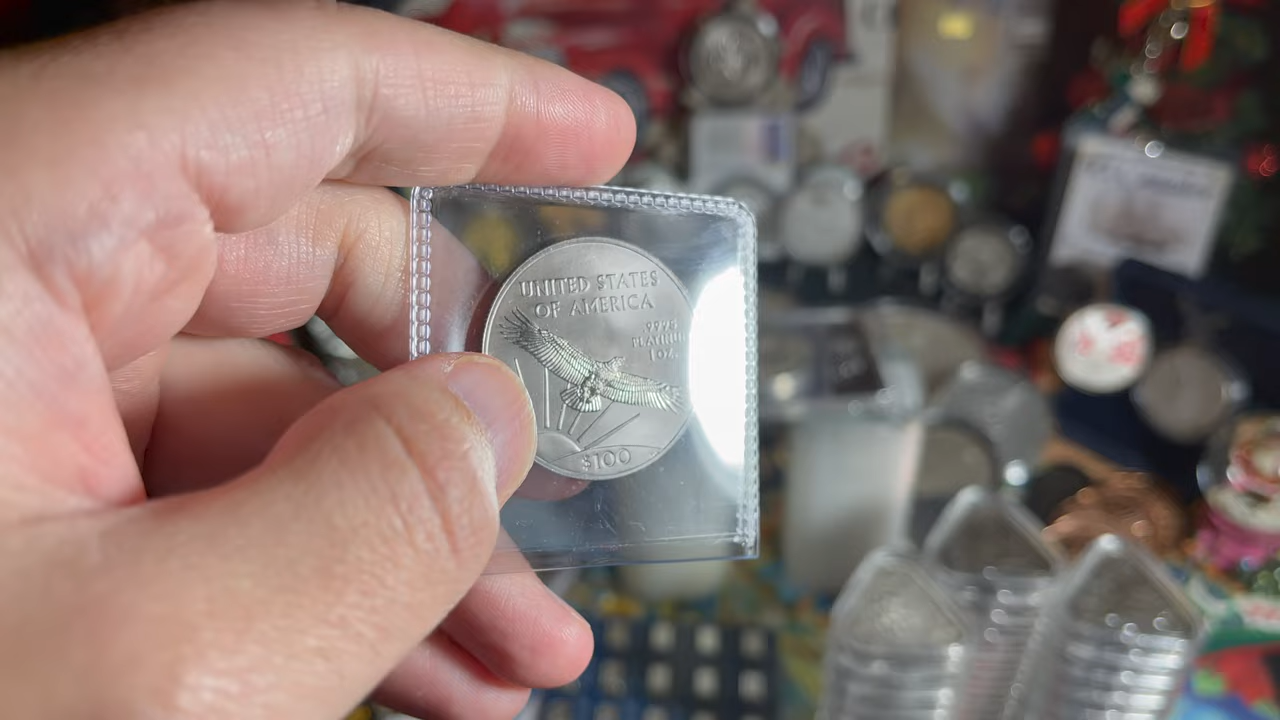 UNITED STATES
OF AMERICA
.9995
PLATINUM
1 OZ.
$100